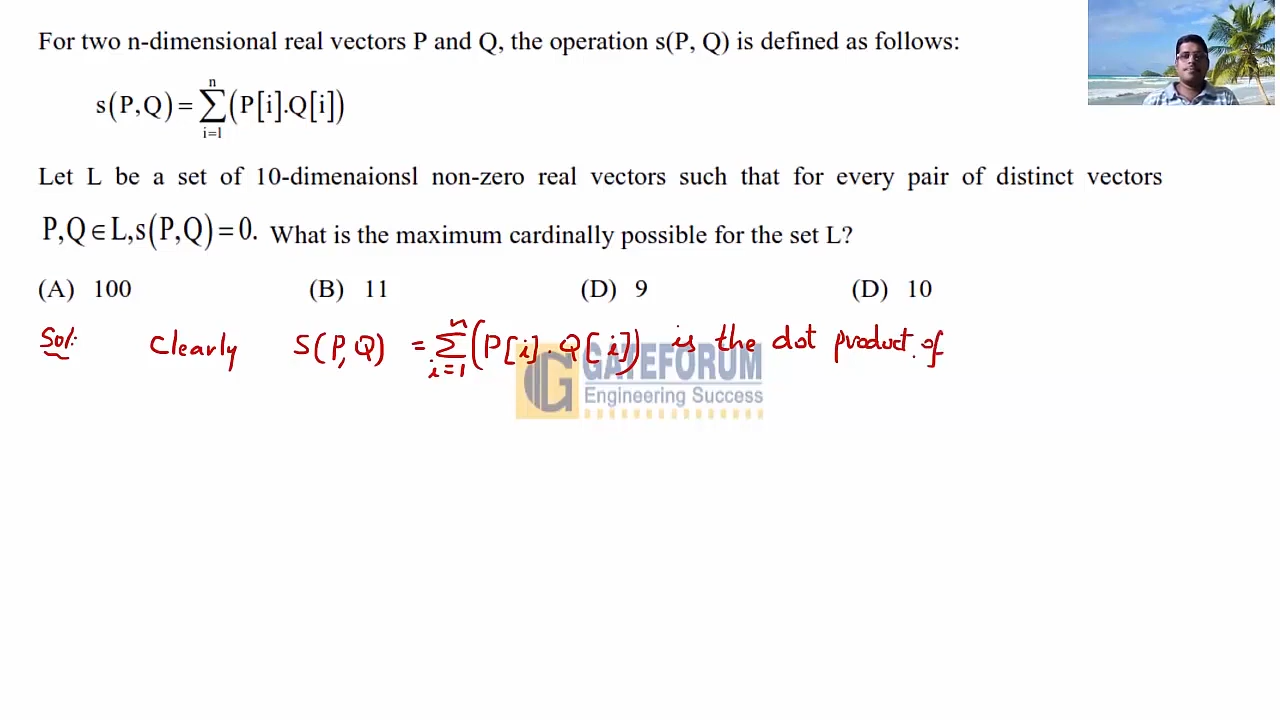 For two n-dimensional real vectors P and Q, the operation s(P, Q) is defined as follows:
s(P,Q) = ∑_{i=1}^{n} (P[i].Q[i])
Let L be a set of 10-dimenaionsl non-zero real vectors such that for every pair of distinct vectors
P,Q ∈ L, s(P,Q) = 0. What is the maximum cardinally possible for the set L?
(A) 100 (B) 11 (D) 9 (D) 10
Sol: Clearly S(P,Q) = ∑_{i=1}^{n} (P[i] . Q[i]) is the dot product of
GATEFORUM
Engineering Success